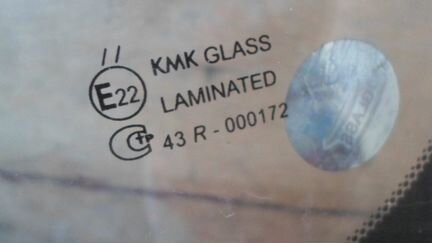 II
KMK GLASS
E22
LAMINATED
43 R - 000172